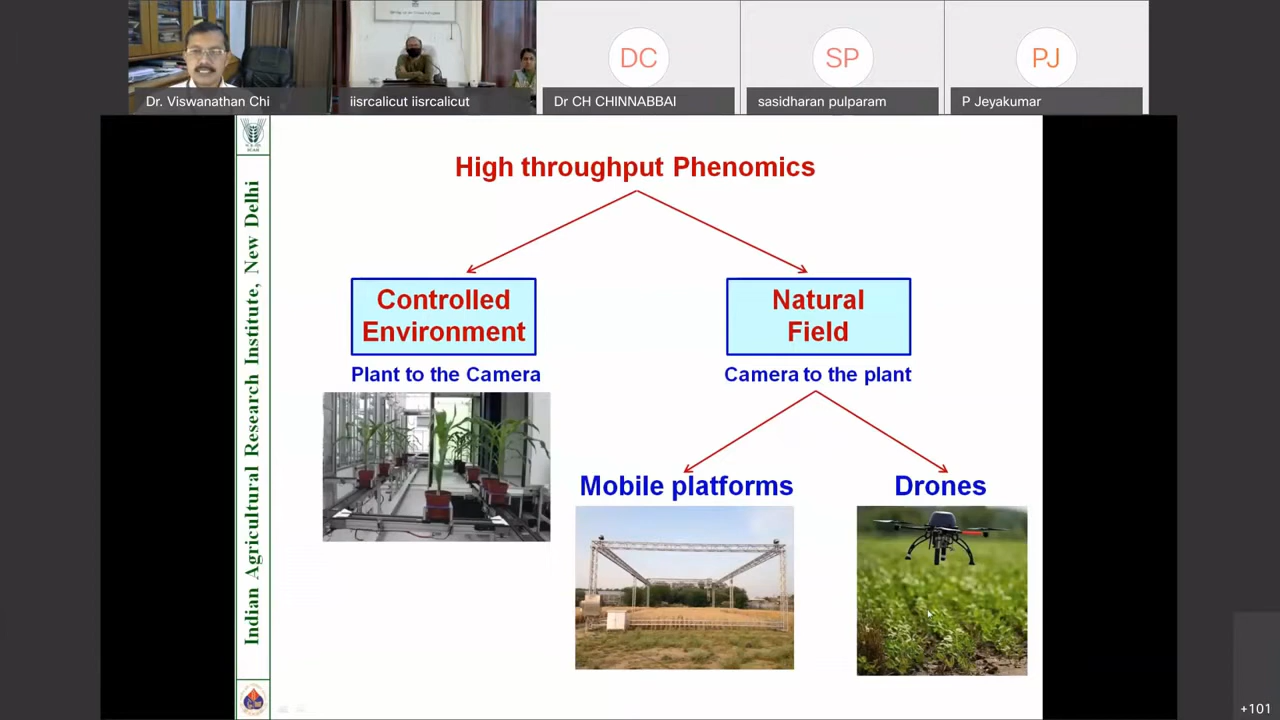 Dr. Viswanathan Chi
iisrcalicut iisrcalicut
DC
Dr CH CHINNABBAI
SP
sasidharan pulparam
PJ
P Jeyakumar
Indian Agricultural Research Institute, New Delhi
High throughput Phenomics
Controlled
Environment
Natural
Field
Plant to the Camera
Camera to the plant
Mobile platforms
Drones
+101